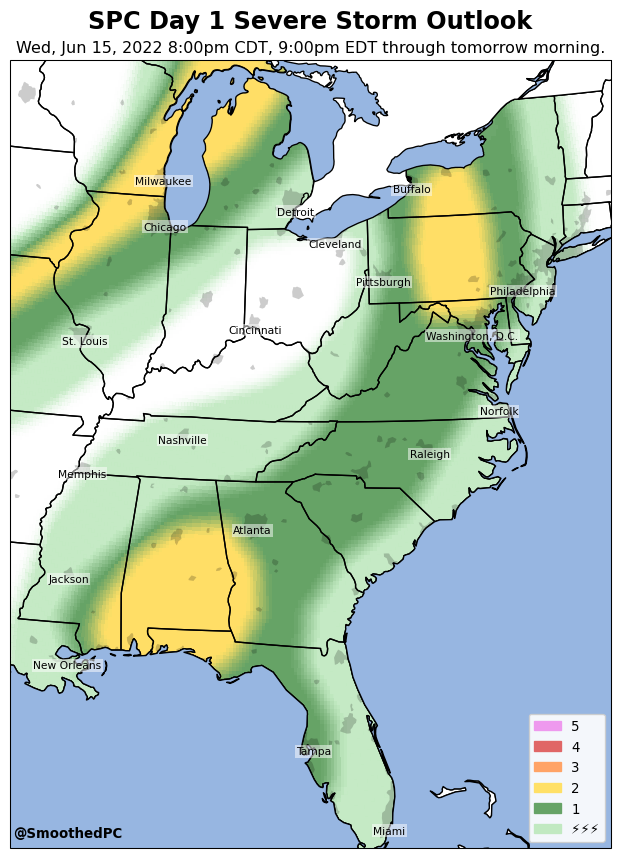 SPC Day 1 Severe Storm Outlook
Wed, Jun 15, 2022 8:00pm CDT, 9:00pm EDT through tomorrow morning.
Milwaukee
Buffalo
Detroit
Chicago
Cleveland
Pittsburgh
Philadelphia
Cincinnati
Washington, D.C.
St. Louis
Norfolk
Nashville
Raleigh
Memphis
Atlanta
Jackson
New Orleans
Tampa
Miami
5
4
3
2
1
⚡⚡⚡
@SmoothedPC